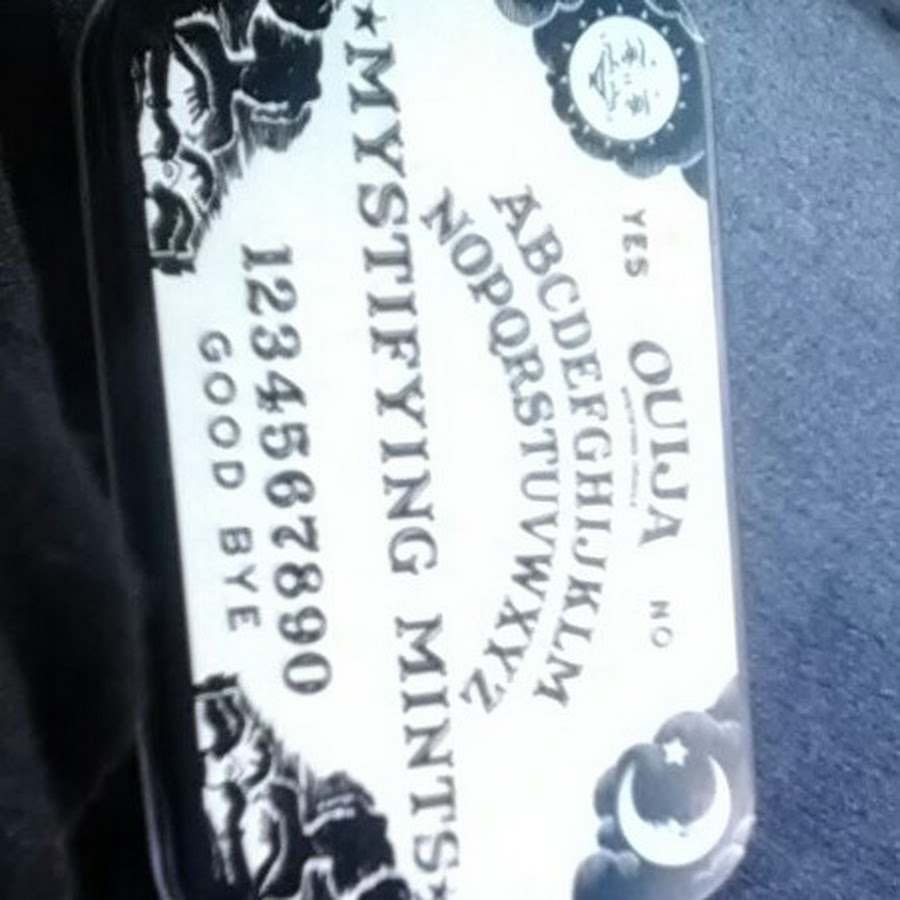 YES OUIJA NO
ABCDEFGHIJKLM
NOPQRSTUVWXYZ
★MYSTIFYING MINTS★
1234567890
GOOD BYE